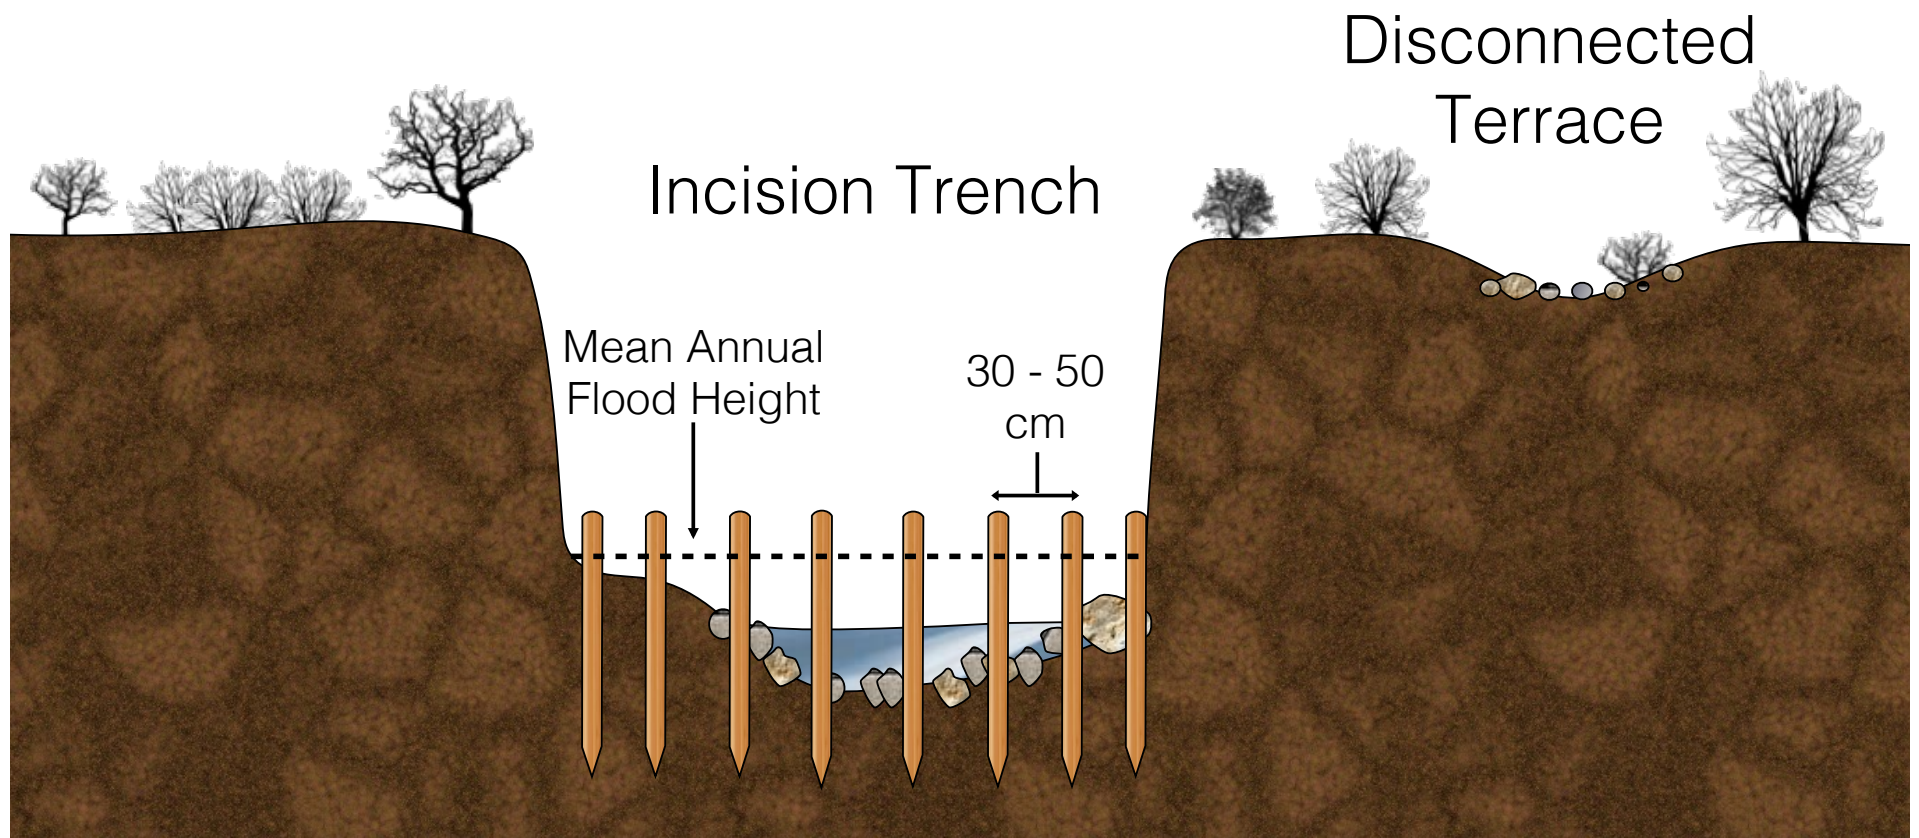 Disconnected
Terrace
Incision Trench
Mean Annual
Flood Height
30 - 50
cm